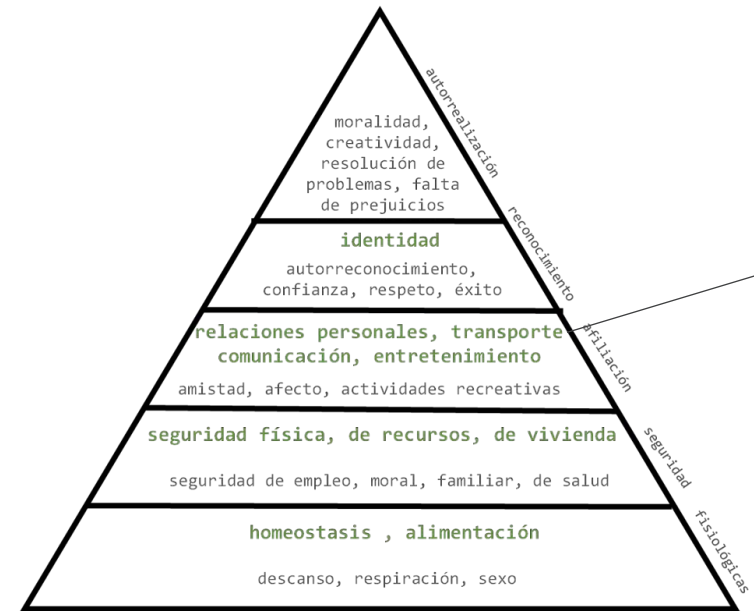 autorrealización
moralidad,
creatividad,
resolución de
problemas, falta
de prejuicios
reconocimiento
identidad
autorreconocimiento,
confianza, respeto, éxito
afiliación
relaciones personales, transporte
comunicación, entretenimiento
amistad, afecto, actividades recreativas
seguridad
seguridad física, de recursos, de vivienda
seguridad de empleo, moral, familiar, de salud
fisiológicas
homeostasis , alimentación
descanso, respiración, sexo